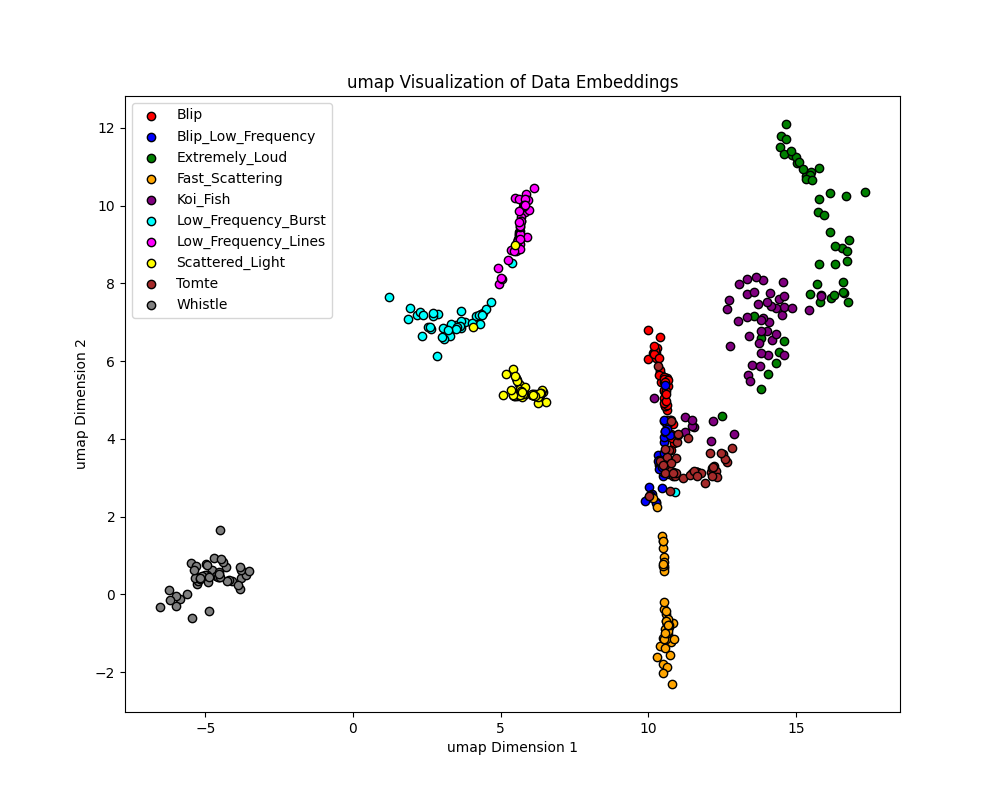 umap Visualization of Data Embeddings
Blip
Blip_Low_Frequency
Extremely_Loud
Fast_Scattering
Koi_Fish
Low_Frequency_Burst
Low_Frequency_Lines
Scattered_Light
Tomte
Whistle
12
10
8
6
4
2
0
−2
umap Dimension 2
−5
0
5
10
15
umap Dimension 1